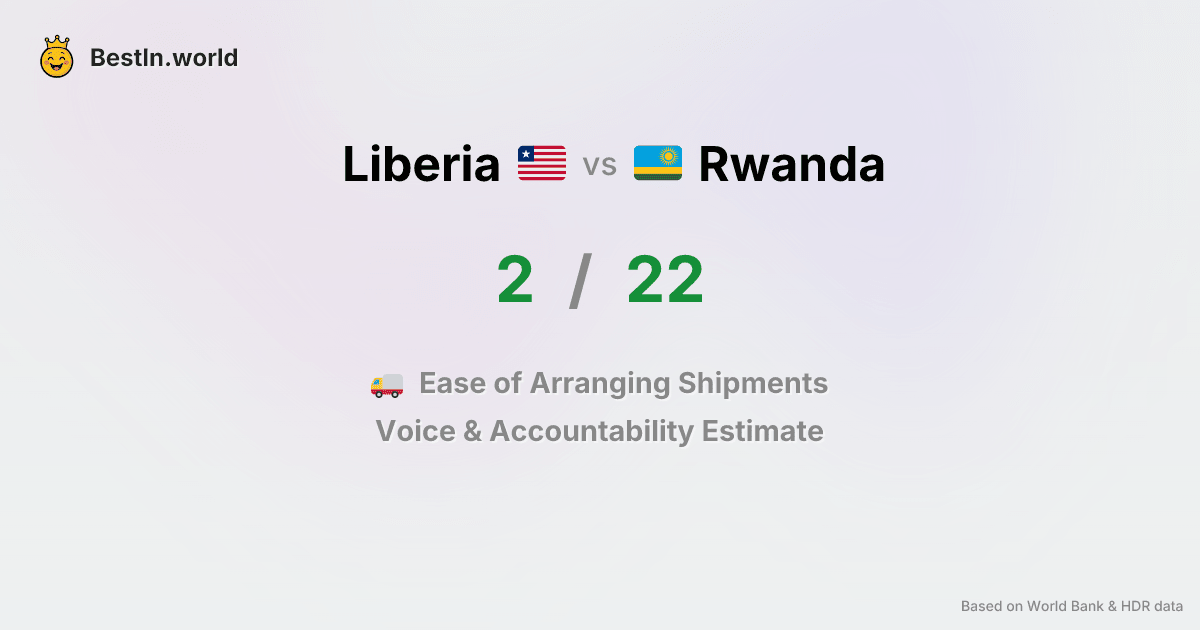 BestIn.world
Liberia vs Rwanda
2 / 22
Ease of Arranging Shipments
Voice & Accountability Estimate
Based on World Bank & HDR data